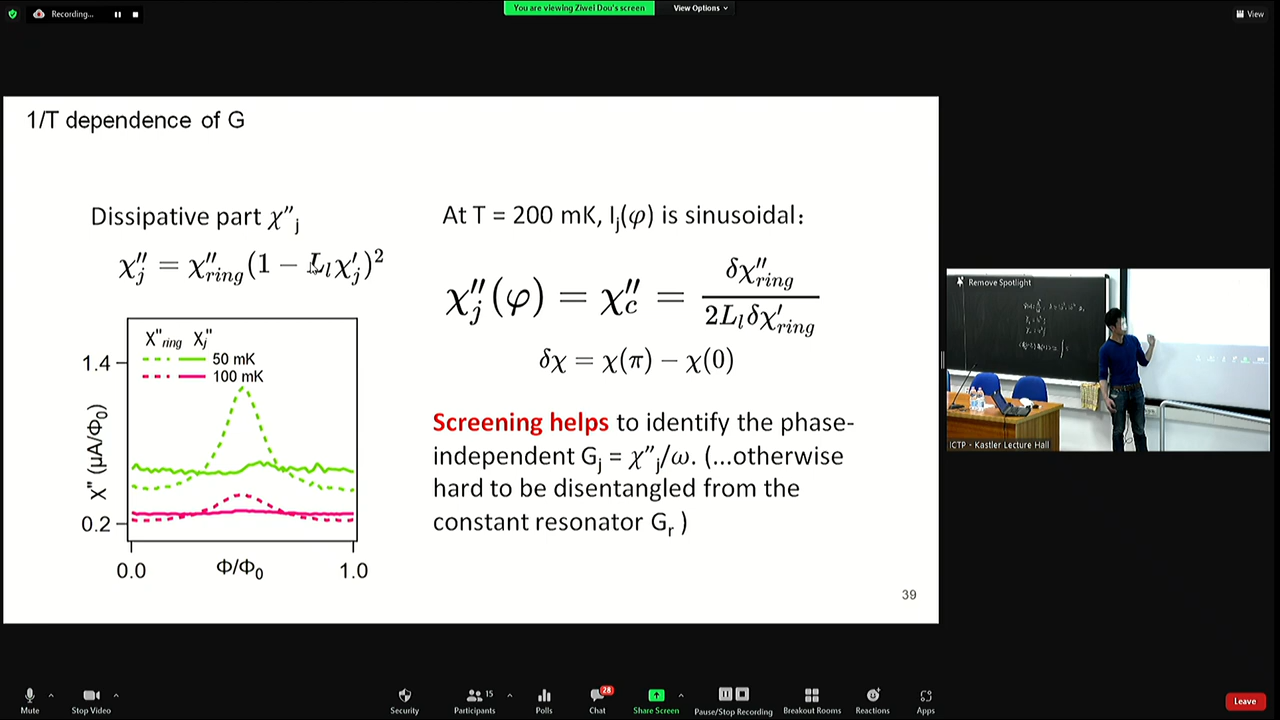 Recording...
You are viewing Ziwei Dou's screen
View Options
View
1/T dependence of G
Dissipative part χ″j
χ″j = χ″ring(1 − Llχ′j)²
X"ring Xj"
50 mK
100 mK
1.4
0.2
χ" (µA/Φ0)
0.0
Φ/Φ0
1.0
At T = 200 mK, Ij(φ) is sinusoidal:
χ″j(φ) = χ″c = δχ″ring / 2Llδχ′ring
δχ = χ(π) − χ(0)
Screening helps to identify the phase-
independent Gj = χ″j/ω. (...otherwise
hard to be disentangled from the
constant resonator Gr )
39
Remove Spotlight
ICTP - Kastler Lecture Hall
Mute
Stop Video
Security
15
Participants
Polls
28
Chat
Share Screen
Pause/Stop Recording
Breakout Rooms
Reactions
Apps
Leave